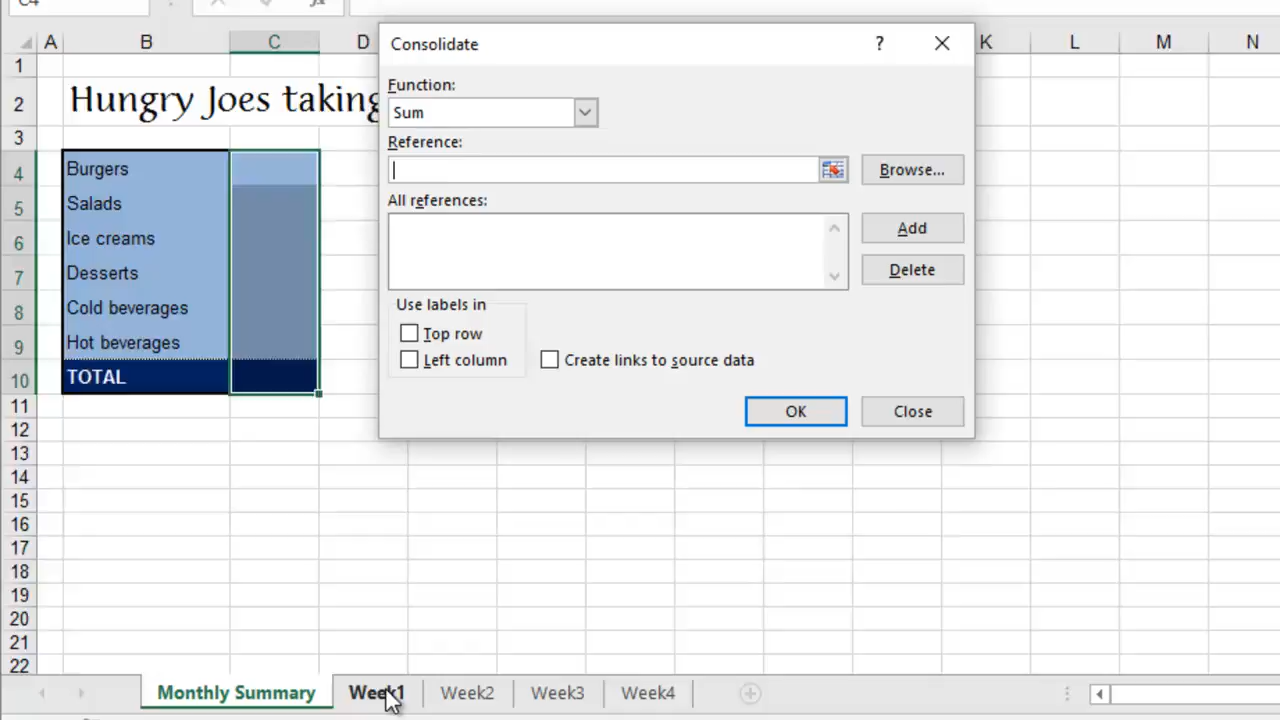 C4
fx
A B C D K L M N
Consolidate ?
1
Function:
2 Hungry Joes taking Sum
3 Reference:
4 Burgers Browse...
5 Salads All references:
6 Ice creams Add
7 Desserts Delete
8 Cold beverages Use labels in
9 Hot beverages Top row
10 TOTAL Left column Create links to source data
11 OK Close
12
13
14
15
16
17
18
19
20
21
22
Monthly Summary Week1 Week2 Week3 Week4